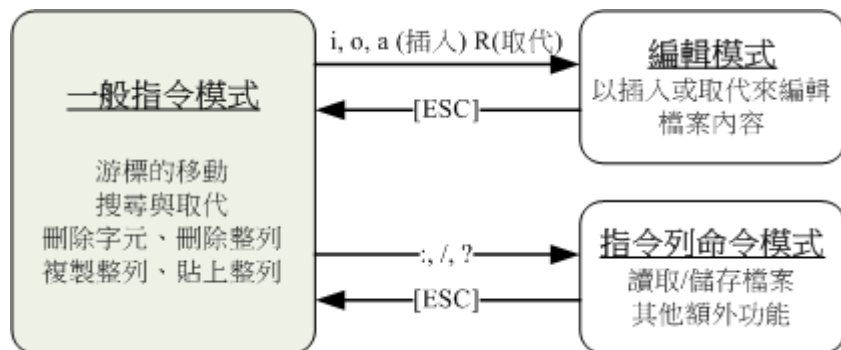 一般指令模式
游標的移動
搜尋與取代
刪除字元、刪除整列
複製整列、貼上整列
i, o, a (插入) R(取代)
[ESC]
編輯模式
以插入或取代來編輯
檔案內容
:, /, ?
[ESC]
指令列命令模式
讀取/儲存檔案
其他額外功能